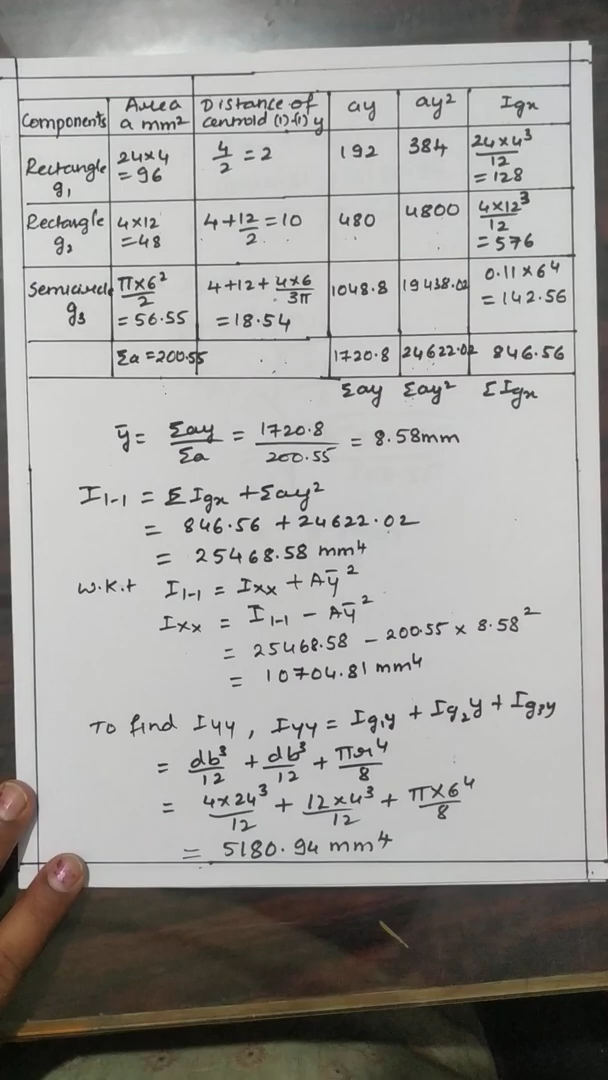 Components | Area a mm² | Distance of centroid (1)-(1) y | ay | ay² | Igx
Rectangle g₁ | 24×4 = 96 | 4/2 = 2 | 192 | 384 | 24×4³/12 = 128
Rectangle g₂ | 4×12 = 48 | 4+12/2 = 10 | 480 | 4800 | 4×12³/12 = 576
Semicircle g₃ | π×6²/2 = 56.55 | 4+12+4×6/3π = 18.54 | 1048.8 | 19438.02 | 0.11×6⁴ = 142.56
Σa = 200.55 | 1720.8 | 24622.02 | 846.56
Σay Σay² ΣIgx
ȳ = Σay/Σa = 1720.8/200.55 = 8.58mm
I₁₋₁ = ΣIgx + Σay²
= 846.56 + 24622.02
= 25468.58 mm⁴
W.K.t I₁₋₁ = Ixx + Aȳ²
Ixx = I₁₋₁ − Aȳ²
= 25468.58 − 200.55 × 8.58²
= 10704.81 mm⁴
To find Iyy, Iyy = Ig₁y + Ig₂y + Ig₃y
= db³/12 + db³/12 + πr⁴/8
= 4×24³/12 + 12×4³/12 + π×6⁴/8
= 5180.94 mm⁴